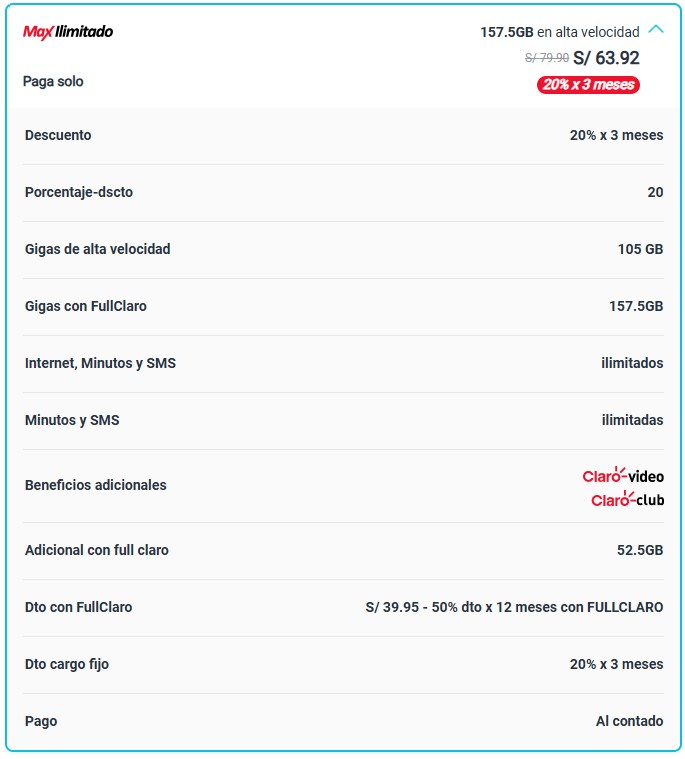 Max Ilimitado
157.5GB en alta velocidad
S/ 79.90 S/ 63.92
Paga solo
20% x 3 meses
Descuento 20% x 3 meses
Porcentaje-dscto 20
Gigas de alta velocidad 105 GB
Gigas con FullClaro 157.5GB
Internet, Minutos y SMS ilimitados
Minutos y SMS ilimitadas
Beneficios adicionales
Claro-video
Claro-club
Adicional con full claro 52.5GB
Dto con FullClaro S/ 39.95 - 50% dto x 12 meses con FULLCLARO
Dto cargo fijo 20% x 3 meses
Pago Al contado